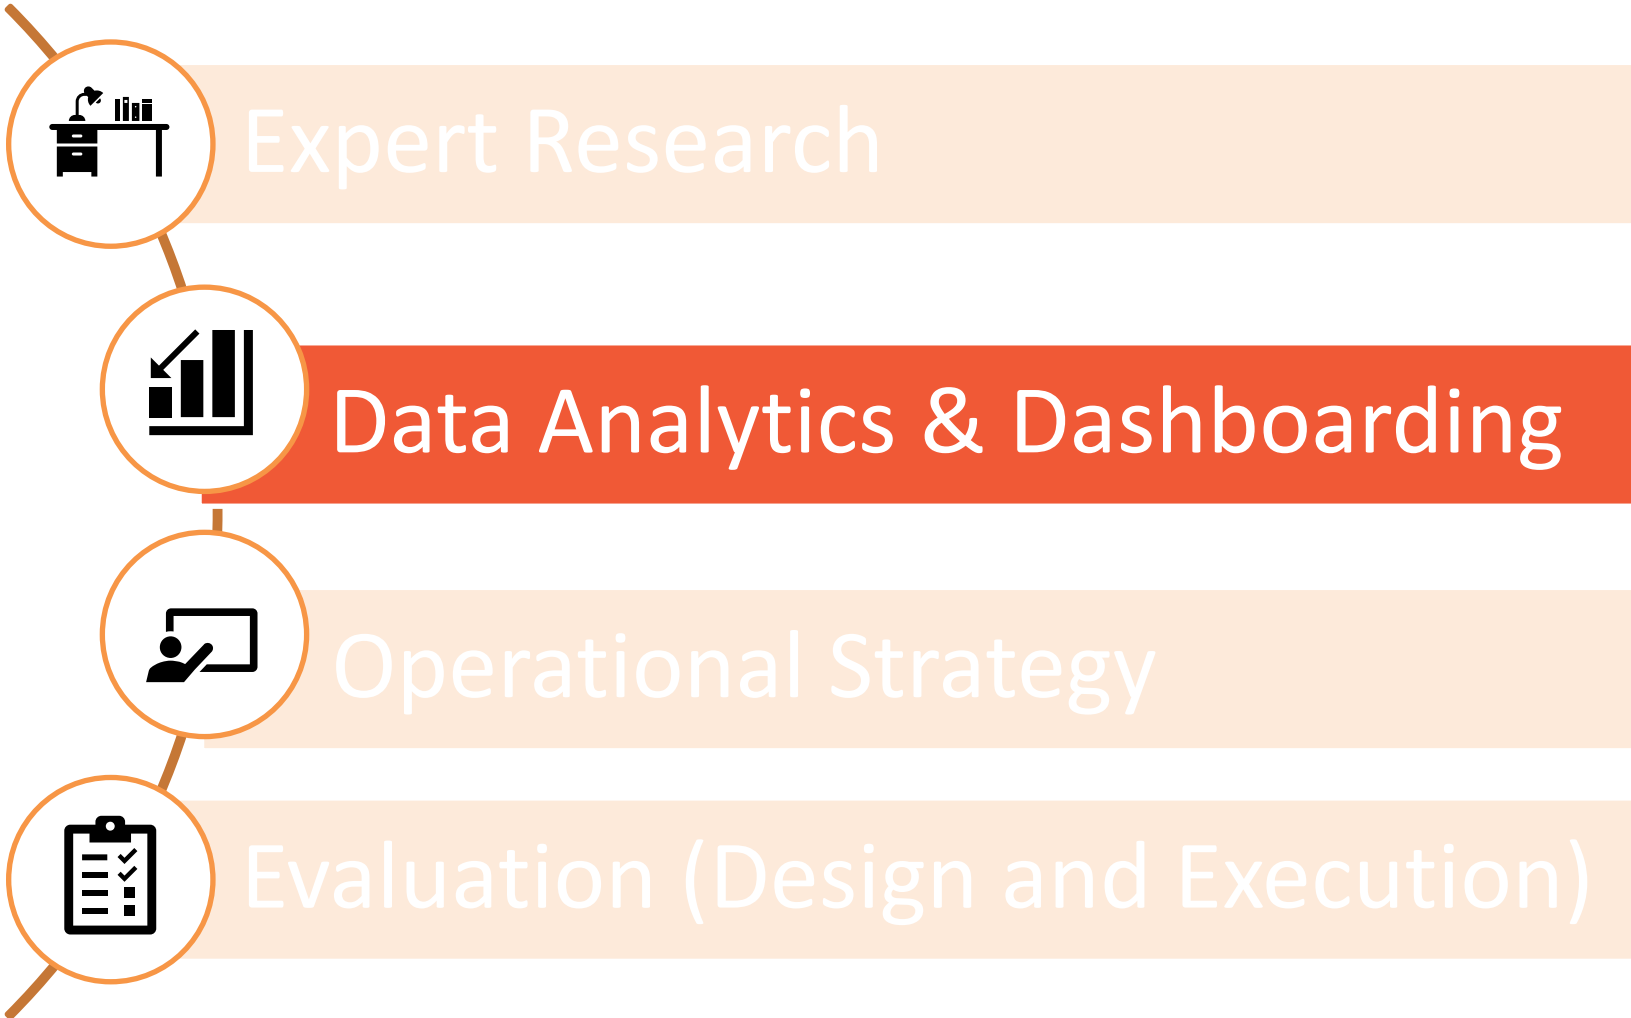 Expert Research
Data Analytics & Dashboarding
Operational Strategy
Evaluation (Design and Execution)